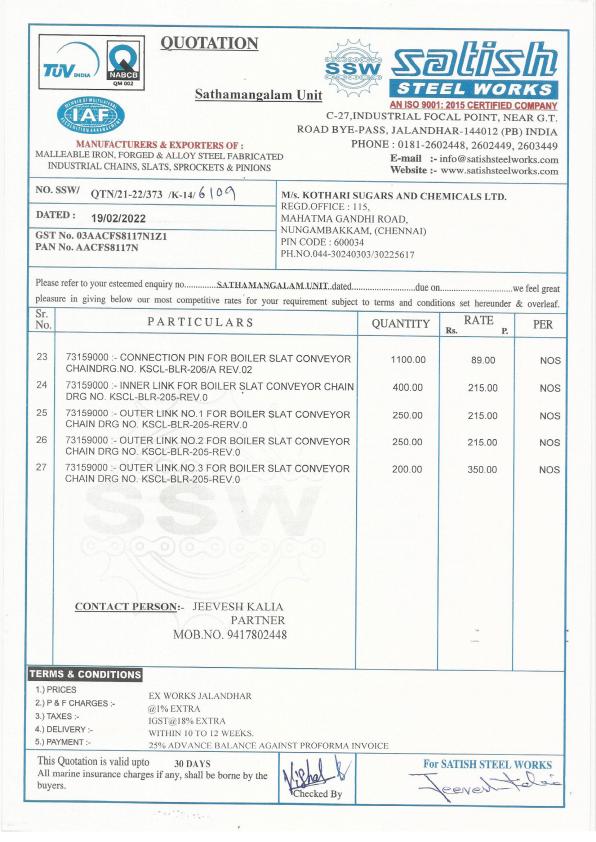 TUV INDIA
NABCB
QM 002
MEMBER OF MULTILATERAL
IAF
RECOGNITION ARRANGEMENT
QUOTATION
Sathamangalam Unit
SSW
satish
STEEL WORKS
AN ISO 9001: 2015 CERTIFIED COMPANY
C-27,INDUSTRIAL FOCAL POINT, NEAR G.T.
ROAD BYE-PASS, JALANDHAR-144012 (PB) INDIA
PHONE : 0181-2602448, 2602449, 2603449
E-mail :- info@satishsteelworks.com
Website :- www.satishsteelworks.com
MANUFACTURERS & EXPORTERS OF :
MALLEABLE IRON, FORGED & ALLOY STEEL FABRICATED
INDUSTRIAL CHAINS, SLATS, SPROCKETS & PINIONS
NO. SSW/ QTN/21-22/373 /K-14/ 6109
DATED : 19/02/2022
GST No. 03AACFS8117N1Z1
PAN No. AACFS8117N
M/s. KOTHARI SUGARS AND CHEMICALS LTD.
REGD.OFFICE : 115,
MAHATMA GANDHI ROAD,
NUNGAMBAKKAM, (CHENNAI)
PIN CODE : 600034
PH.NO.044-30240303/30225617
Please refer to your esteemed enquiry no..............SATHAMANGALAM UNIT..dated............................due on................................we feel great
pleasure in giving below our most competitive rates for your requirement subject to terms and conditions set hereunder & overleaf.
Sr. No. PARTICULARS QUANTITY RATE Rs. P. PER
23 73159000 :- CONNECTION PIN FOR BOILER SLAT CONVEYOR 1100.00 89.00 NOS
CHAINDRG.NO. KSCL-BLR-206/A REV.02
24 73159000 :- INNER LINK FOR BOILER SLAT CONVEYOR CHAIN 400.00 215.00 NOS
DRG NO. KSCL-BLR-205-REV.0
25 73159000 :- OUTER LINK NO.1 FOR BOILER SLAT CONVEYOR 250.00 215.00 NOS
CHAIN DRG NO. KSCL-BLR-205-REV.0
26 73159000 :- OUTER LINK NO.2 FOR BOILER SLAT CONVEYOR 250.00 215.00 NOS
CHAIN DRG NO. KSCL-BLR-205-REV.0
27 73159000 :- OUTER LINK.NO.3 FOR BOILER SLAT CONVEYOR 200.00 350.00 NOS
CHAIN DRG NO. KSCL-BLR-205-REV.0
SSW
CONTACT PERSON:- JEEVESH KALIA
PARTNER
MOB.NO. 9417802448
TERMS & CONDITIONS
1.) PRICES EX WORKS JALANDHAR
2.) P & F CHARGES :- @1% EXTRA
3.) TAXES :- IGST@18% EXTRA
4.) DELIVERY :- WITHIN 10 TO 12 WEEKS.
5.) PAYMENT :- 25% ADVANCE BALANCE AGAINST PROFORMA INVOICE
This Quotation is valid upto 30 DAYS
All marine insurance charges if any, shall be borne by the
buyers.
Checked By
For SATISH STEEL WORKS
Jeevesh Kalia